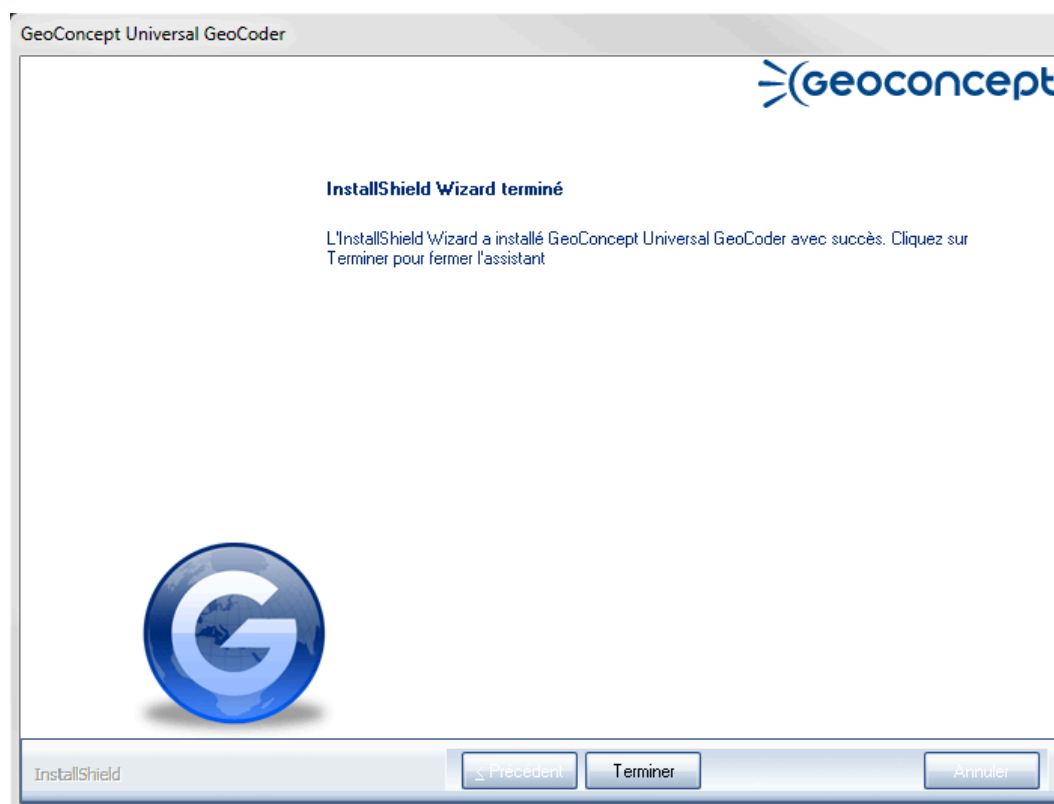 GeoConcept Universal GeoCoder
Geoconcept
InstallShield Wizard terminé
L'InstallShield Wizard a installé GeoConcept Universal GeoCoder avec succès. Cliquez sur
Terminer pour fermer l'assistant
G
InstallShield
< Précédent
Terminer
Annuler